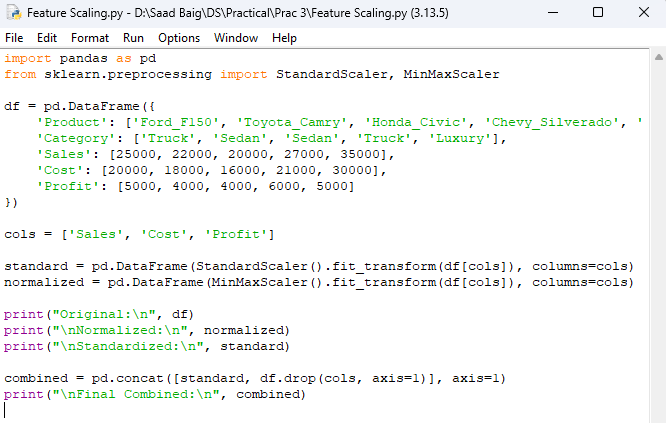 Feature Scaling.py - D:\Saad Baig\DS\Practical\Prac 3\Feature Scaling.py (3.13.5)
File Edit Format Run Options Window Help
import pandas as pd
from sklearn.preprocessing import StandardScaler, MinMaxScaler

df = pd.DataFrame({
    'Product': ['Ford_F150', 'Toyota_Camry', 'Honda_Civic', 'Chevy_Silverado', '
    'Category': ['Truck', 'Sedan', 'Sedan', 'Truck', 'Luxury'],
    'Sales': [25000, 22000, 20000, 27000, 35000],
    'Cost': [20000, 18000, 16000, 21000, 30000],
    'Profit': [5000, 4000, 4000, 6000, 5000]
})

cols = ['Sales', 'Cost', 'Profit']

standard = pd.DataFrame(StandardScaler().fit_transform(df[cols]), columns=cols)
normalized = pd.DataFrame(MinMaxScaler().fit_transform(df[cols]), columns=cols)

print("Original:\n", df)
print("\nNormalized:\n", normalized)
print("\nStandardized:\n", standard)

combined = pd.concat([standard, df.drop(cols, axis=1)], axis=1)
print("\nFinal Combined:\n", combined)